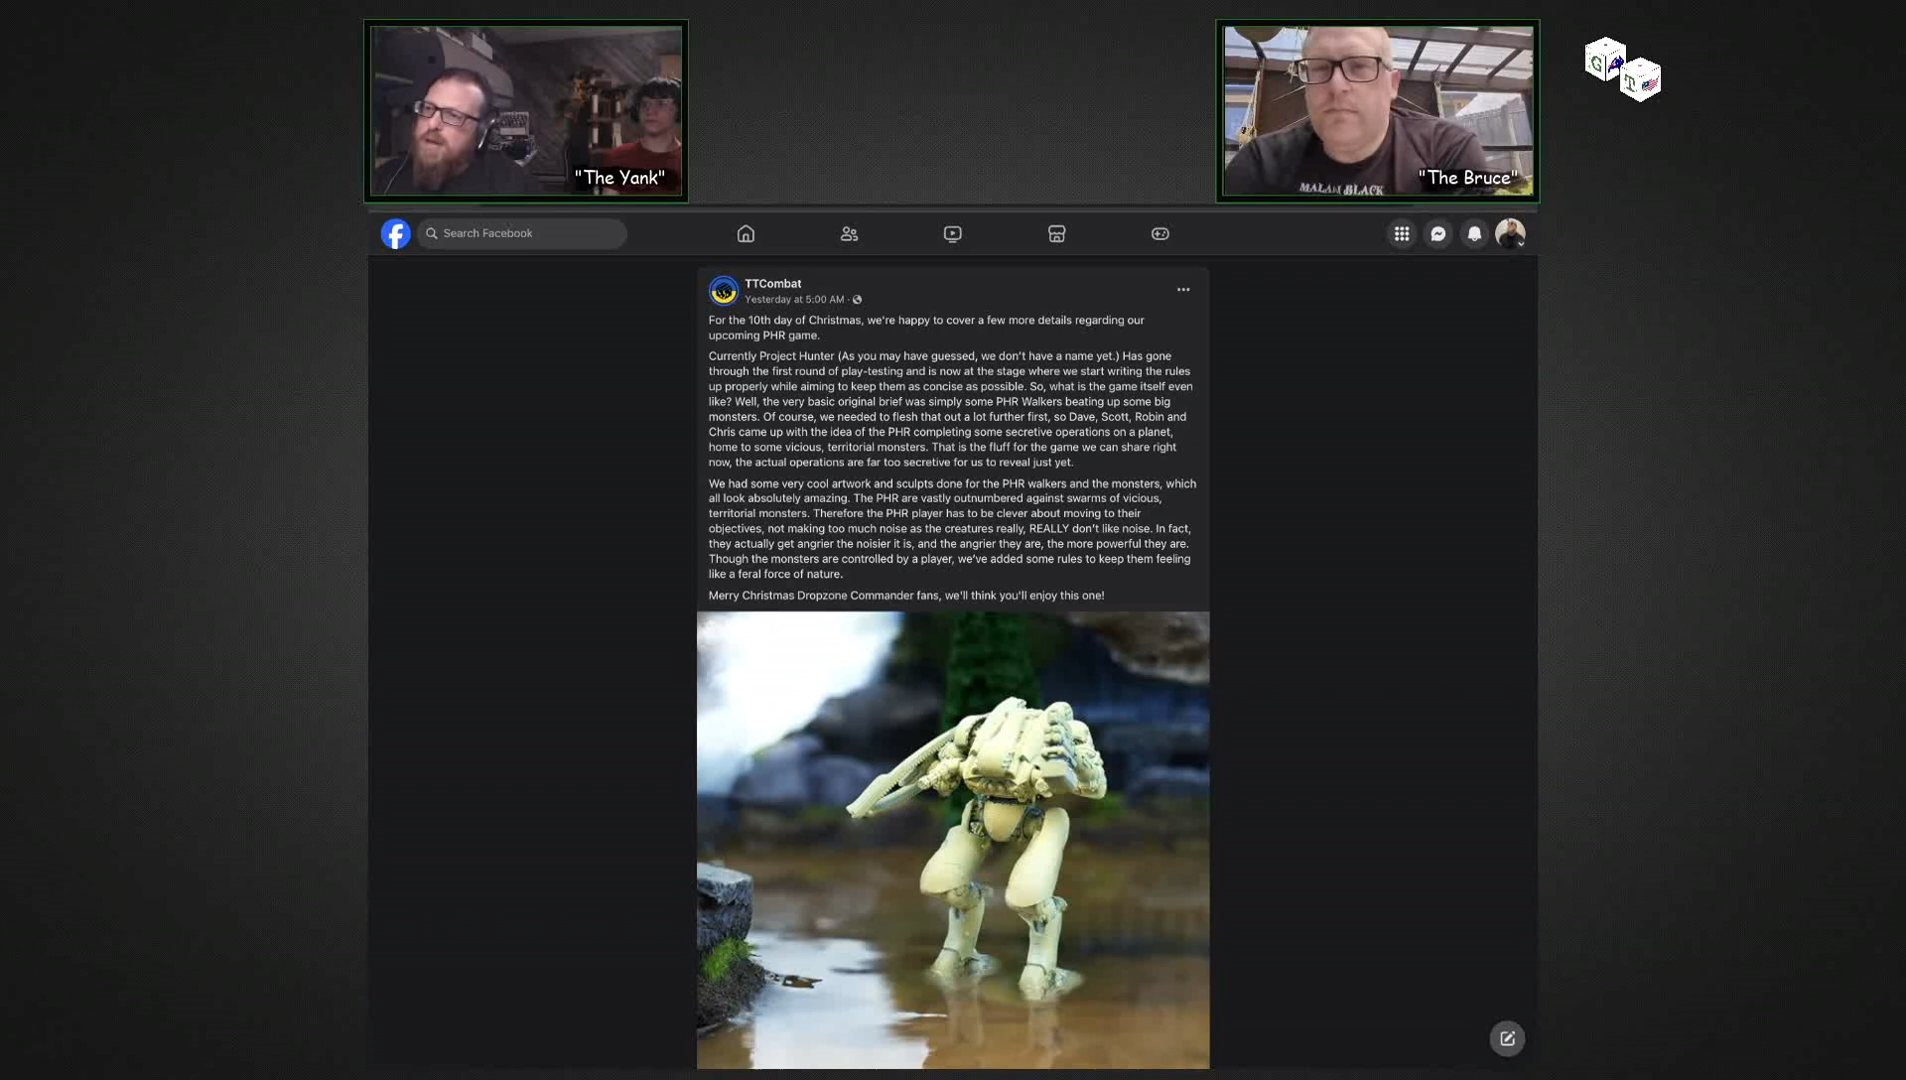 "The Yank"
MALAN BLACK
"The Bruce"
G
T
Search Facebook
TTCombat
Yesterday at 5:00 AM ·
For the 10th day of Christmas, we're happy to cover a few more details regarding our
upcoming PHR game.
Currently Project Hunter (As you may have guessed, we don't have a name yet.) Has gone
through the first round of play-testing and is now at the stage where we start writing the rules
up properly while aiming to keep them as concise as possible. So, what is the game itself even
like? Well, the very basic original brief was simply some PHR Walkers beating up some big
monsters. Of course, we needed to flesh that out a lot further first, so Dave, Scott, Robin and
Chris came up with the idea of the PHR completing some secretive operations on a planet,
home to some vicious, territorial monsters. That is the fluff for the game we can share right
now, the actual operations are far too secretive for us to reveal just yet.
We had some very cool artwork and sculpts done for the PHR walkers and the monsters, which
all look absolutely amazing. The PHR are vastly outnumbered against swarms of vicious,
territorial monsters. Therefore the PHR player has to be clever about moving to their
objectives, not making too much noise as the creatures really, REALLY don't like noise. In fact,
they actually get angrier the noisier it is, and the angrier they are, the more powerful they are.
Though the monsters are controlled by a player, we've added some rules to keep them feeling
like a feral force of nature.
Merry Christmas Dropzone Commander fans, we'll think you'll enjoy this one!